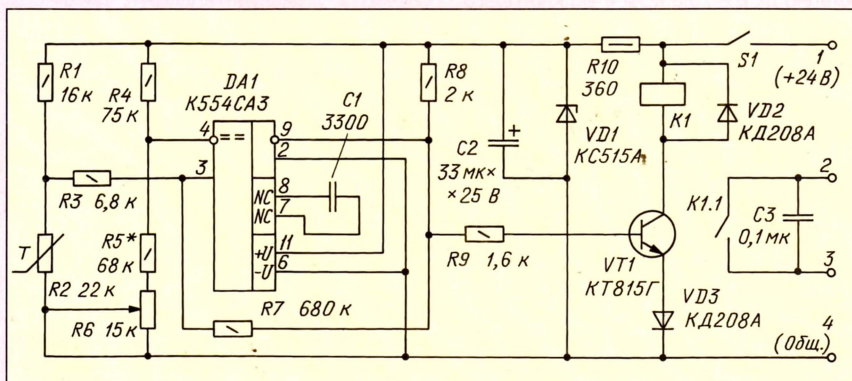 R1
16 к
R4
75 к
DA1
К554СА3
C1
3300
R8
2 к
R10
360
S1
1
(+24 В)
4
==
9
2
3
R3 6,8 к
NC
8
NC
7
+U
11
-U
6
C2
33 мк×
×25 В
+
VD1
КС515А
K1
VD2
КД208А
2
K1.1
C3
0,1 мк
3
T
R2 22 к
R5*
68 к
R6 15 к
R7 680 к
R9 1,6 к
VT1
КТ815Г
VD3
КД208А
4
(Общ.)